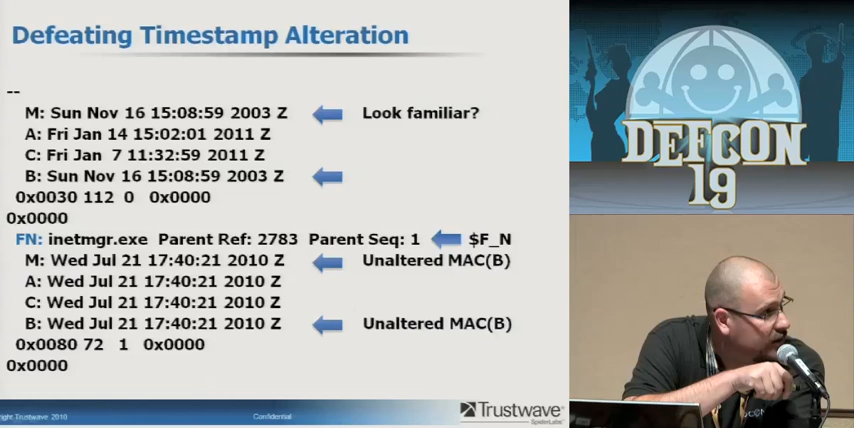 Defeating Timestamp Alteration
--
M: Sun Nov 16 15:08:59 2003 Z Look familiar?
A: Fri Jan 14 15:02:01 2011 Z
C: Fri Jan 7 11:32:59 2011 Z
B: Sun Nov 16 15:08:59 2003 Z
0x0030 112 0 0x0000
0x0000
FN: inetmgr.exe Parent Ref: 2783 Parent Seq: 1 $F_N
M: Wed Jul 21 17:40:21 2010 Z Unaltered MAC(B)
A: Wed Jul 21 17:40:21 2010 Z
C: Wed Jul 21 17:40:21 2010 Z
B: Wed Jul 21 17:40:21 2010 Z Unaltered MAC(B)
0x0080 72 1 0x0000
0x0000
right Trustwave 2010 Confidential Trustwave®
SpiderLabs®
DEFCON
19